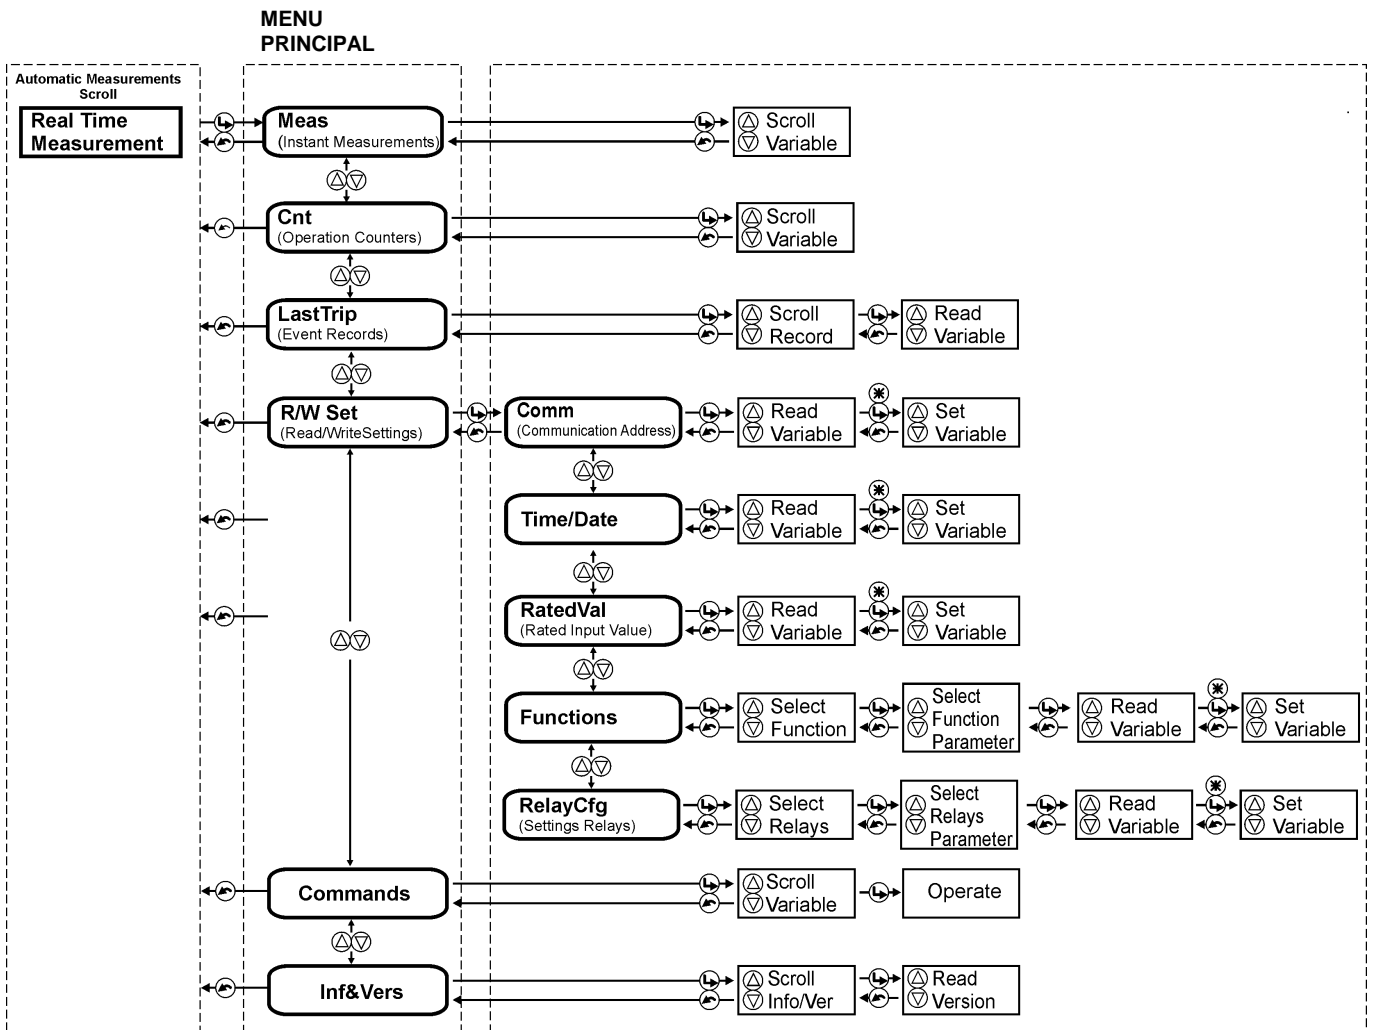 MENU
PRINCIPAL
Automatic Measurements
Scroll
Real Time
Measurement
Meas
(Instant Measurements)
Scroll
Variable
Cnt
(Operation Counters)
Scroll
Variable
LastTrip
(Event Records)
Scroll
Record
Read
Variable
R/W Set
(Read/WriteSettings)
Comm
(Communication Address)
Read
Variable
Set
Variable
Time/Date
Read
Variable
Set
Variable
RatedVal
(Rated Input Value)
Read
Variable
Set
Variable
Functions
Select
Function
Select
Function
Parameter
Read
Variable
Set
Variable
RelayCfg
(Settings Relays)
Select
Relays
Select
Relays
Parameter
Read
Variable
Set
Variable
Commands
Scroll
Variable
Operate
Inf&Vers
Scroll
Info/Ver
Read
Version